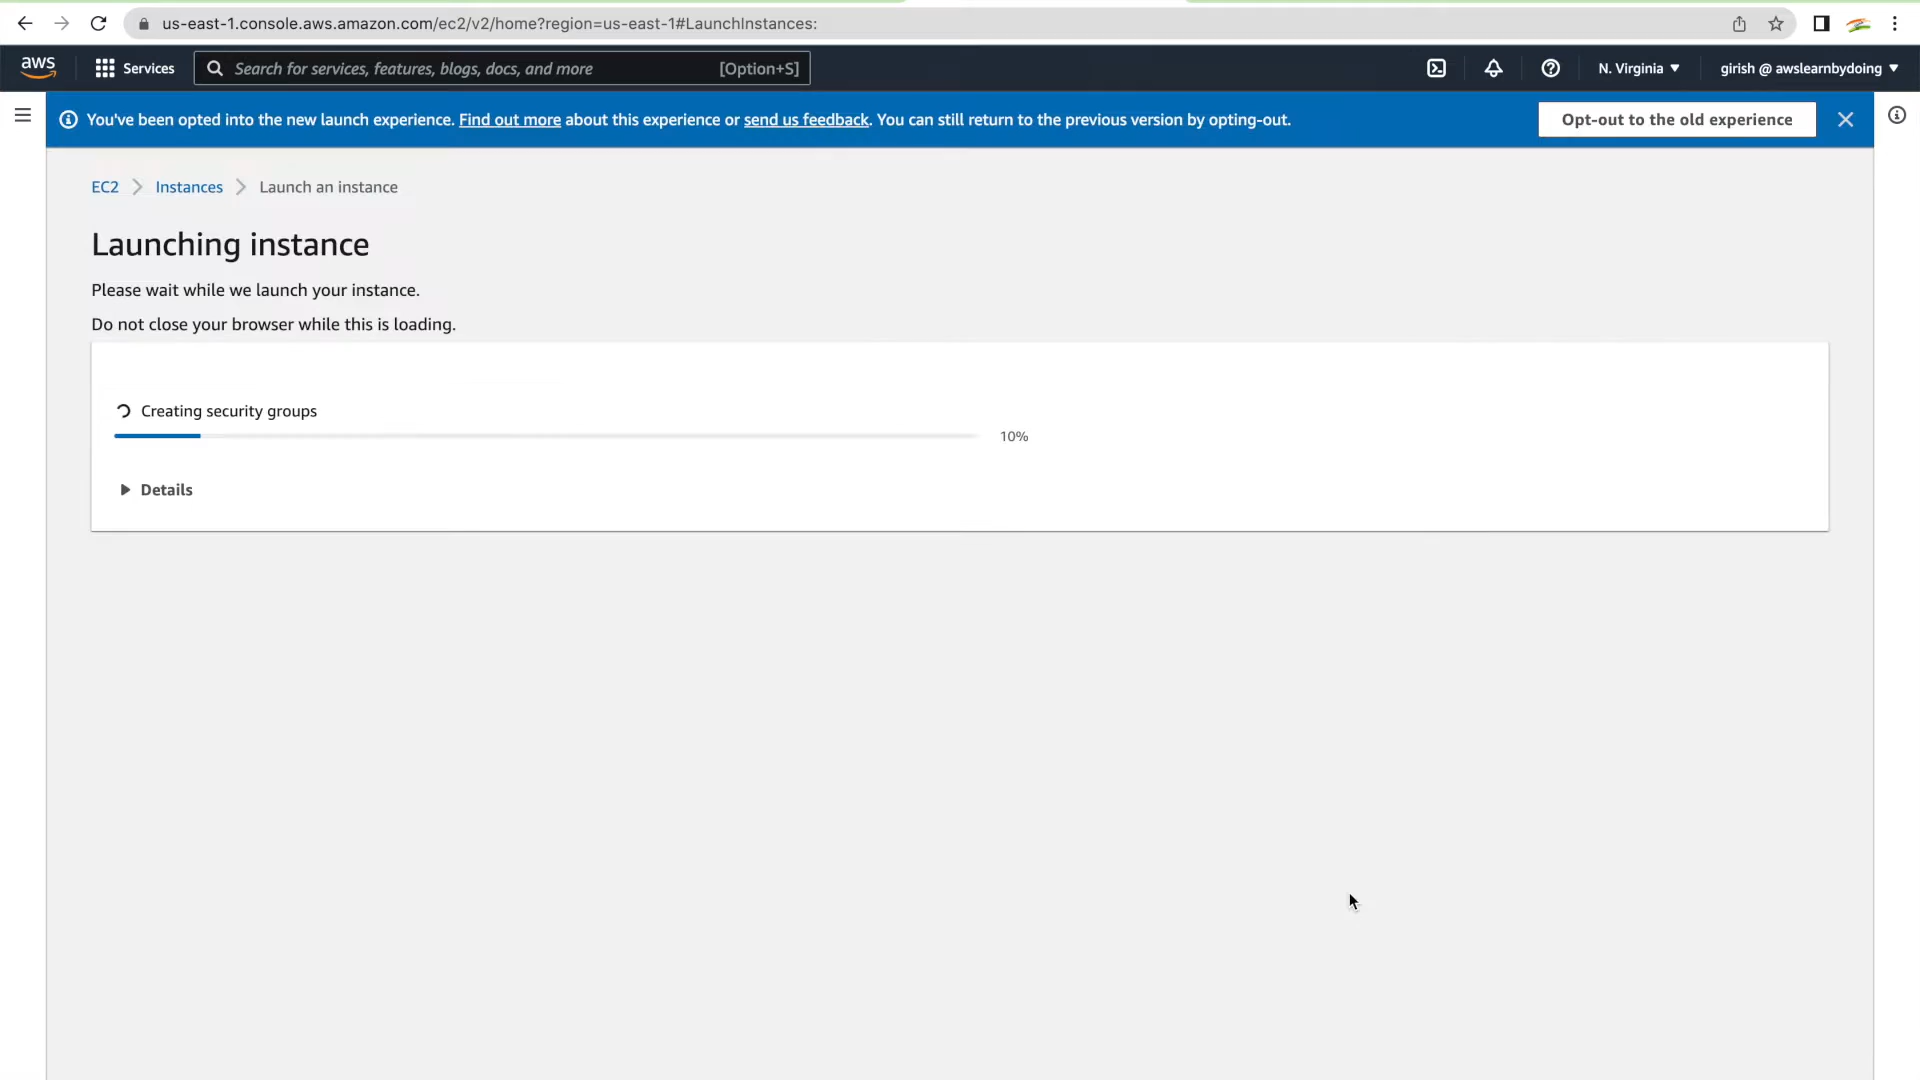 us-east-1.console.aws.amazon.com/ec2/v2/home?region=us-east-1#LaunchInstances:
aws Services Search for services, features, blogs, docs, and more [Option+S] N. Virginia ▼ girish @ awslearnbydoing ▼
You've been opted into the new launch experience. Find out more about this experience or send us feedback. You can still return to the previous version by opting-out. Opt-out to the old experience
EC2 > Instances > Launch an instance
Launching instance
Please wait while we launch your instance.
Do not close your browser while this is loading.
Creating security groups
10%
Details